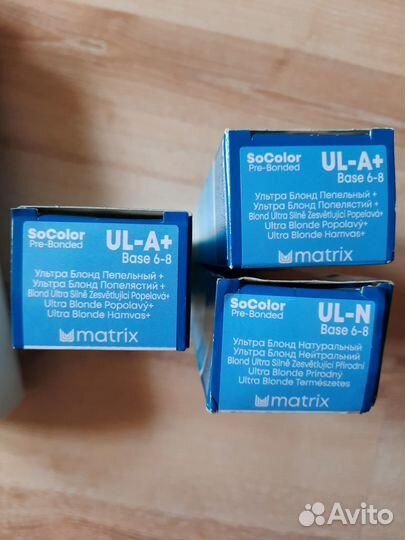 SoColor
Pre-Bonded
UL-A+
Base 6-8
Ультра Блонд Пепельный +
Ультра Блонд Попелястий +
Blond Ultra Silně Zesvětlující Popelavá+
Ultra Blonde Popolavý+
Ultra Blonde Hamvas+
matrix
SoColor
Pre-Bonded
UL-A+
Base 6-8
Ультра Блонд Пепельный +
Ультра Блонд Попелястий +
Blond Ultra Silně Zesvětlující Popelavá+
Ultra Blonde Popolavý+
Ultra Blonde Hamvas+
matrix
SoColor
Pre-Bonded
UL-N
Base 6-8
Ультра Блонд Натуральный
Ультра Блонд Нейтральний
Blond Ultra Silně Zesvětlující Přírodní
Ultra Blonde Prírodný
Ultra Blonde Természetes
matrix
Avito